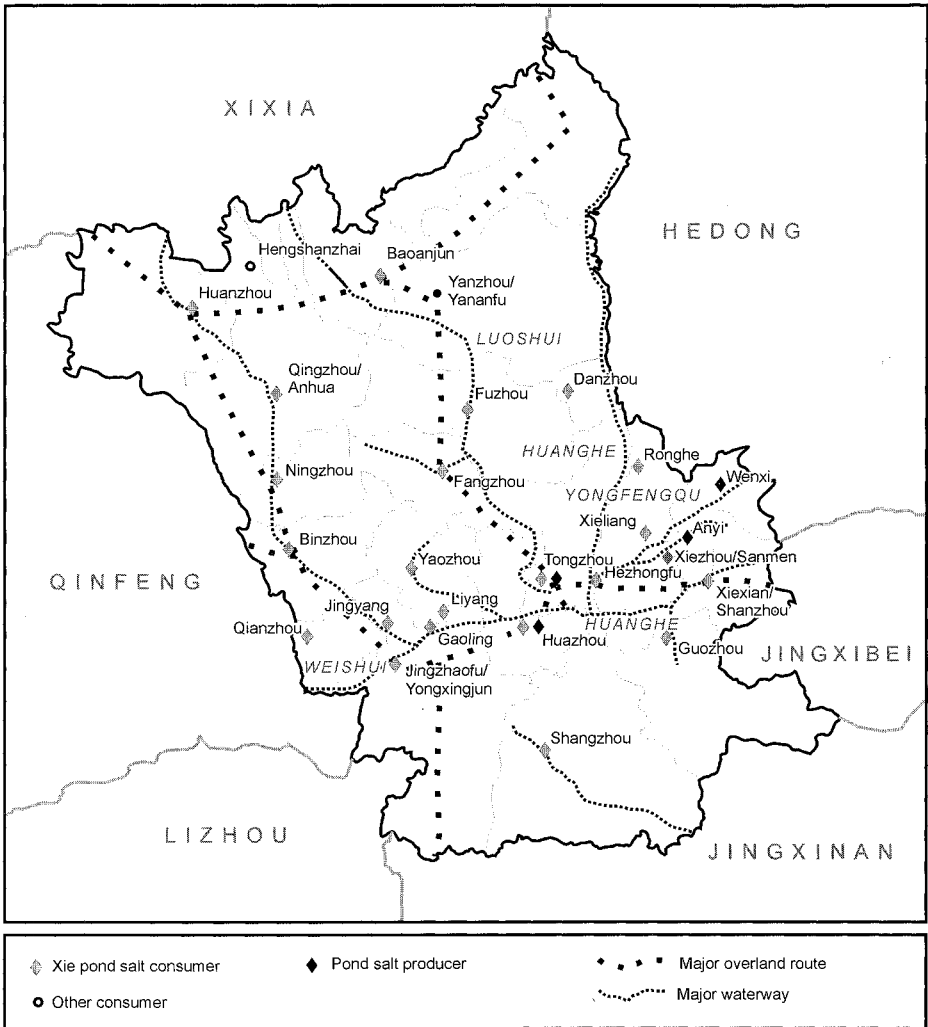 XIXIA
HEDONG
Hengshanzhai
Baoanjun
Huanzhou
Yanzhou/
Yananfu
LUOSHUI
Qingzhou/
Anhua
Danzhou
Fuzhou
HUANGHE
Ronghe
Ningzhou
Fangzhou
Wenxi
YONGFENGQU
Xieliang
Anyi
Binzhou
Yaozhou
Tongzhou
Xiezhou/Sanmen
Hezhongfu
QINFENG
Xiexian/
Shanzhou
Liyang
Jingyang
Qianzhou
Gaoling
Huazhou
HUANGHE
Guozhou
JINGXIBEI
WEISHUI
Jingzhaofu/
Yongxingjun
Shangzhou
LIZHOU
JINGXINAN
Xie pond salt consumer
Pond salt producer
Major overland route
Other consumer
Major waterway